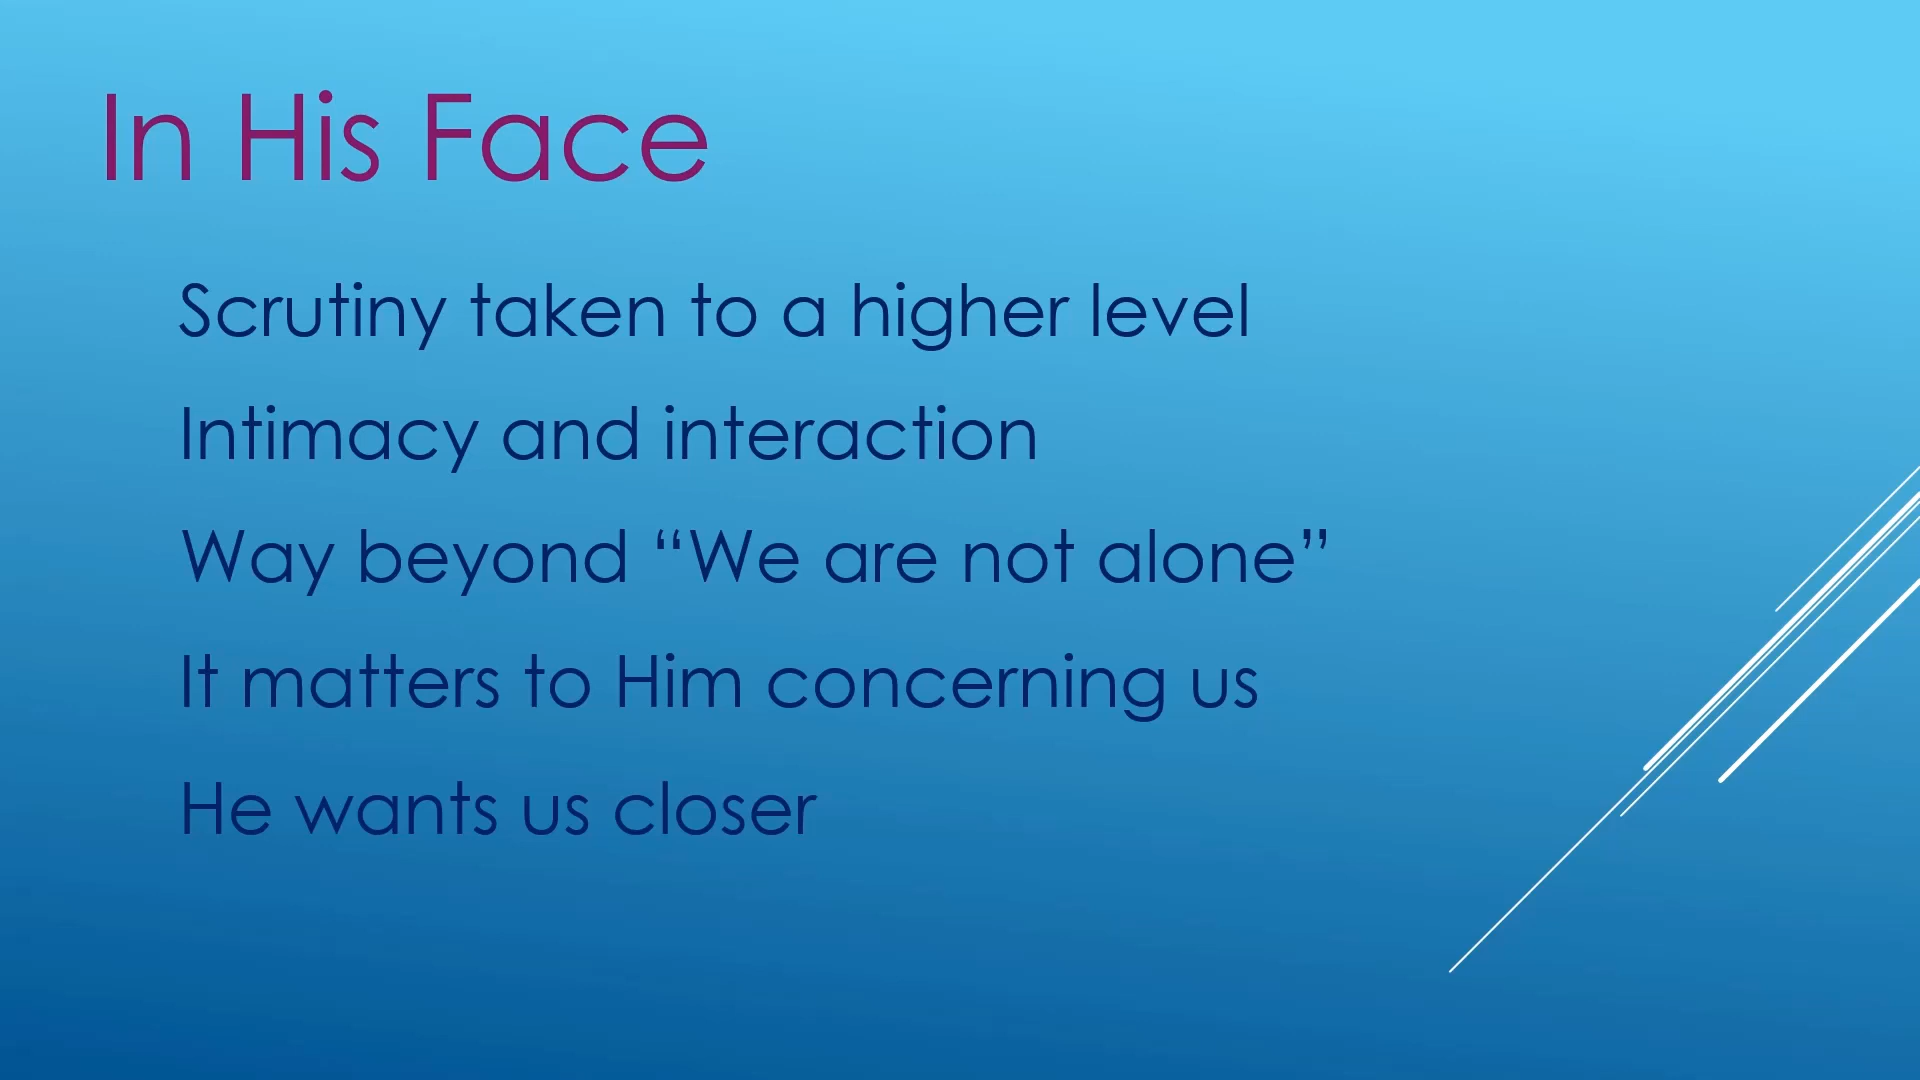 In His Face
Scrutiny taken to a higher level
Intimacy and interaction
Way beyond “We are not alone”
It matters to Him concerning us
He wants us closer